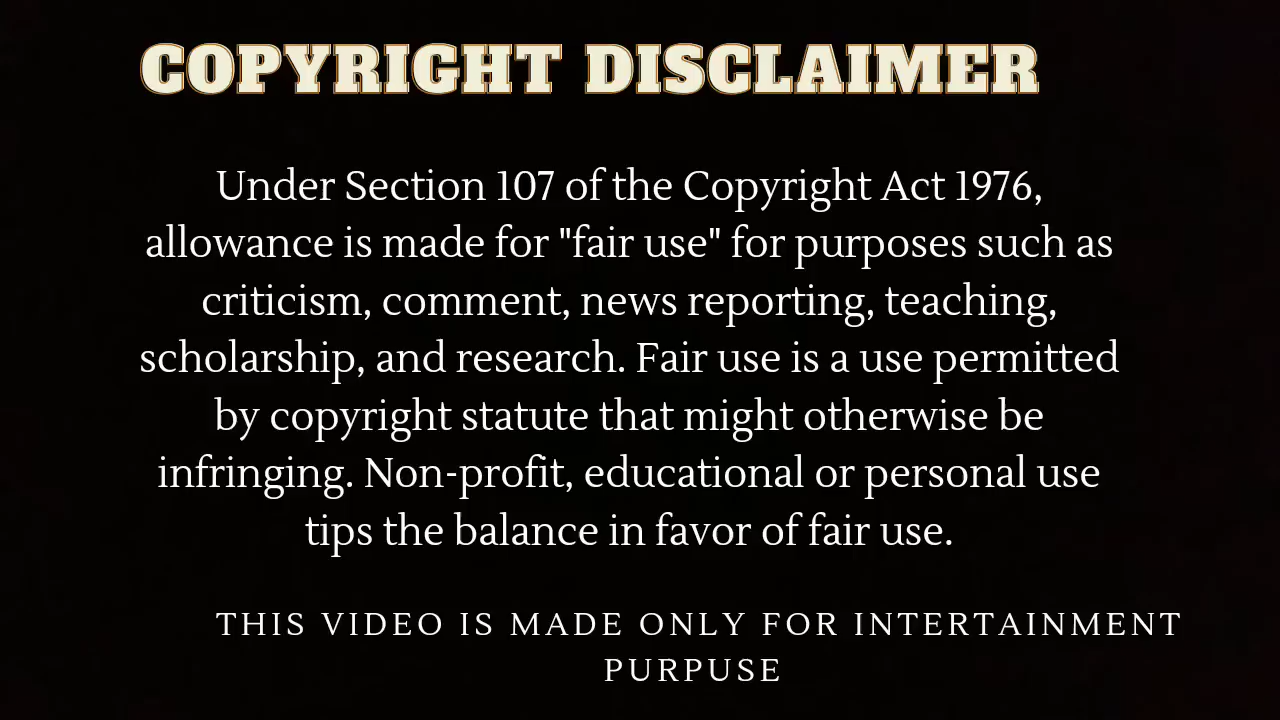 COPYRIGHT DISCLAIMER
Under Section 107 of the Copyright Act 1976,
allowance is made for "fair use" for purposes such as
criticism, comment, news reporting, teaching,
scholarship, and research. Fair use is a use permitted
by copyright statute that might otherwise be
infringing. Non-profit, educational or personal use
tips the balance in favor of fair use.
THIS VIDEO IS MADE ONLY FOR INTERTAINMENT
PURPUSE